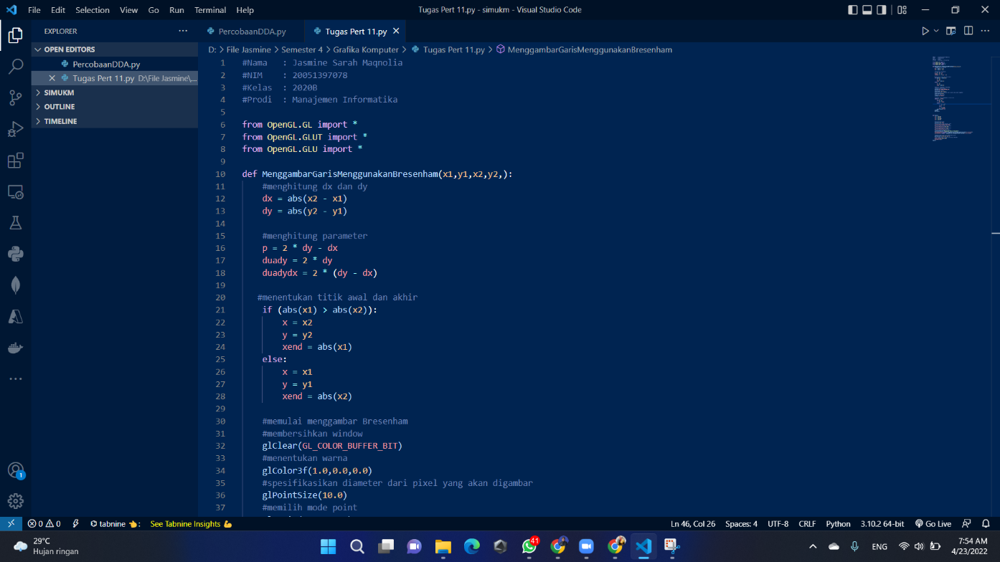 File Edit Selection View Go Run Terminal Help
Tugas Pert 11.py - simukm - Visual Studio Code
EXPLORER
OPEN EDITORS
PercobaanDDA.py
Tugas Pert 11.py D:\File Jasmine\...
SIMUKM
OUTLINE
TIMELINE
PercobaanDDA.py
Tugas Pert 11.py
D: > File Jasmine > Semester 4 > Grafika Komputer > Tugas Pert 11.py > MenggambarGarisMenggunakanBresenham
1 #Nama : Jasmine Sarah Maqnolia
2 #NIM : 20051397078
3 #Kelas : 2020B
4 #Prodi : Manajemen Informatika
5
6 from OpenGL.GL import *
7 from OpenGL.GLUT import *
8 from OpenGL.GLU import *
9
10 def MenggambarGarisMenggunakanBresenham(x1,y1,x2,y2,):
11 #menghitung dx dan dy
12 dx = abs(x2 - x1)
13 dy = abs(y2 - y1)
14
15 #menghitung parameter
16 p = 2 * dy - dx
17 duady = 2 * dy
18 duadydx = 2 * (dy - dx)
19
20 #menentukan titik awal dan akhir
21 if (abs(x1) > abs(x2)):
22 x = x2
23 y = y2
24 xend = abs(x1)
25 else:
26 x = x1
27 y = y1
28 xend = abs(x2)
29
30 #memulai menggambar Bresenham
31 #membersihkan window
32 glClear(GL_COLOR_BUFFER_BIT)
33 #menentukan warna
34 glColor3f(1.0,0.0,0.0)
35 #spesifikasikan diameter dari pixel yang akan digambar
36 glPointSize(10.0)
37 #memilih mode point
1
0 0 tabnine : See Tabnine Insights
Ln 46, Col 26 Spaces: 4 UTF-8 CRLF Python 3.10.2 64-bit Go Live
29°C
Hujan ringan
41
ENG
7:54 AM
4/23/2022